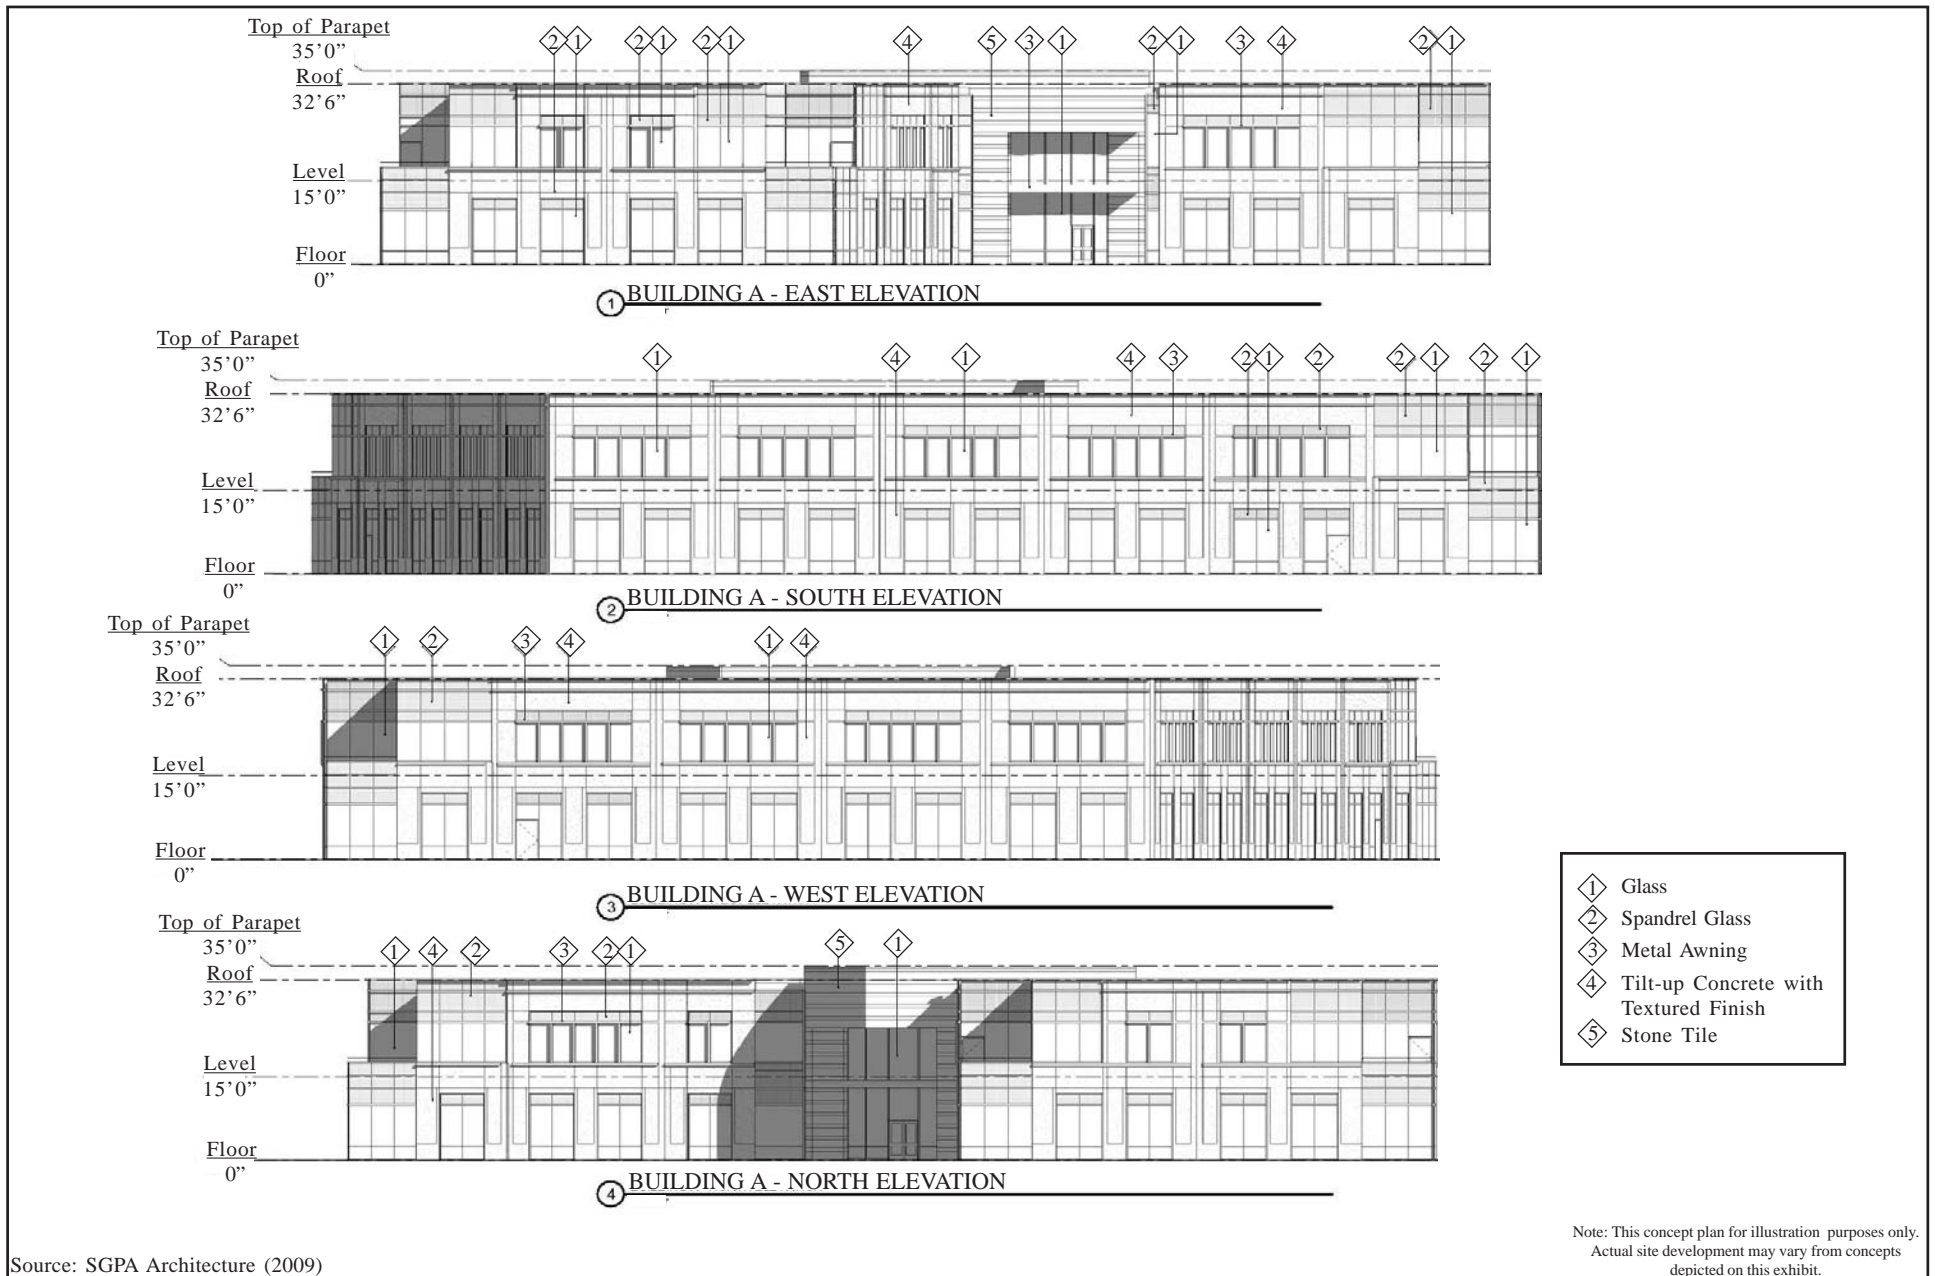 Top of Parapet
35’0”
Roof
32’6”
Level
15’0”
Floor
0”
2 1 2 1 2 1 4 5 3 1 2 1 3 4 2 1
1 BUILDING A - EAST ELEVATION
Top of Parapet
35’0”
Roof
32’6”
Level
15’0”
Floor
0”
1 4 1 4 3 2 1 2 2 1 2 1
2 BUILDING A - SOUTH ELEVATION
Top of Parapet
35’0”
Roof
32’6”
Level
15’0”
Floor
0”
1 2 3 4 1 4
3 BUILDING A - WEST ELEVATION
Top of Parapet
35’0”
Roof
32’6”
Level
15’0”
Floor
0”
1 4 2 3 2 1 5 1
4 BUILDING A - NORTH ELEVATION
1 Glass
2 Spandrel Glass
3 Metal Awning
4 Tilt-up Concrete with
Textured Finish
5 Stone Tile
Source: SGPA Architecture (2009)
Note: This concept plan for illustration purposes only.
Actual site development may vary from concepts
depicted on this exhibit.